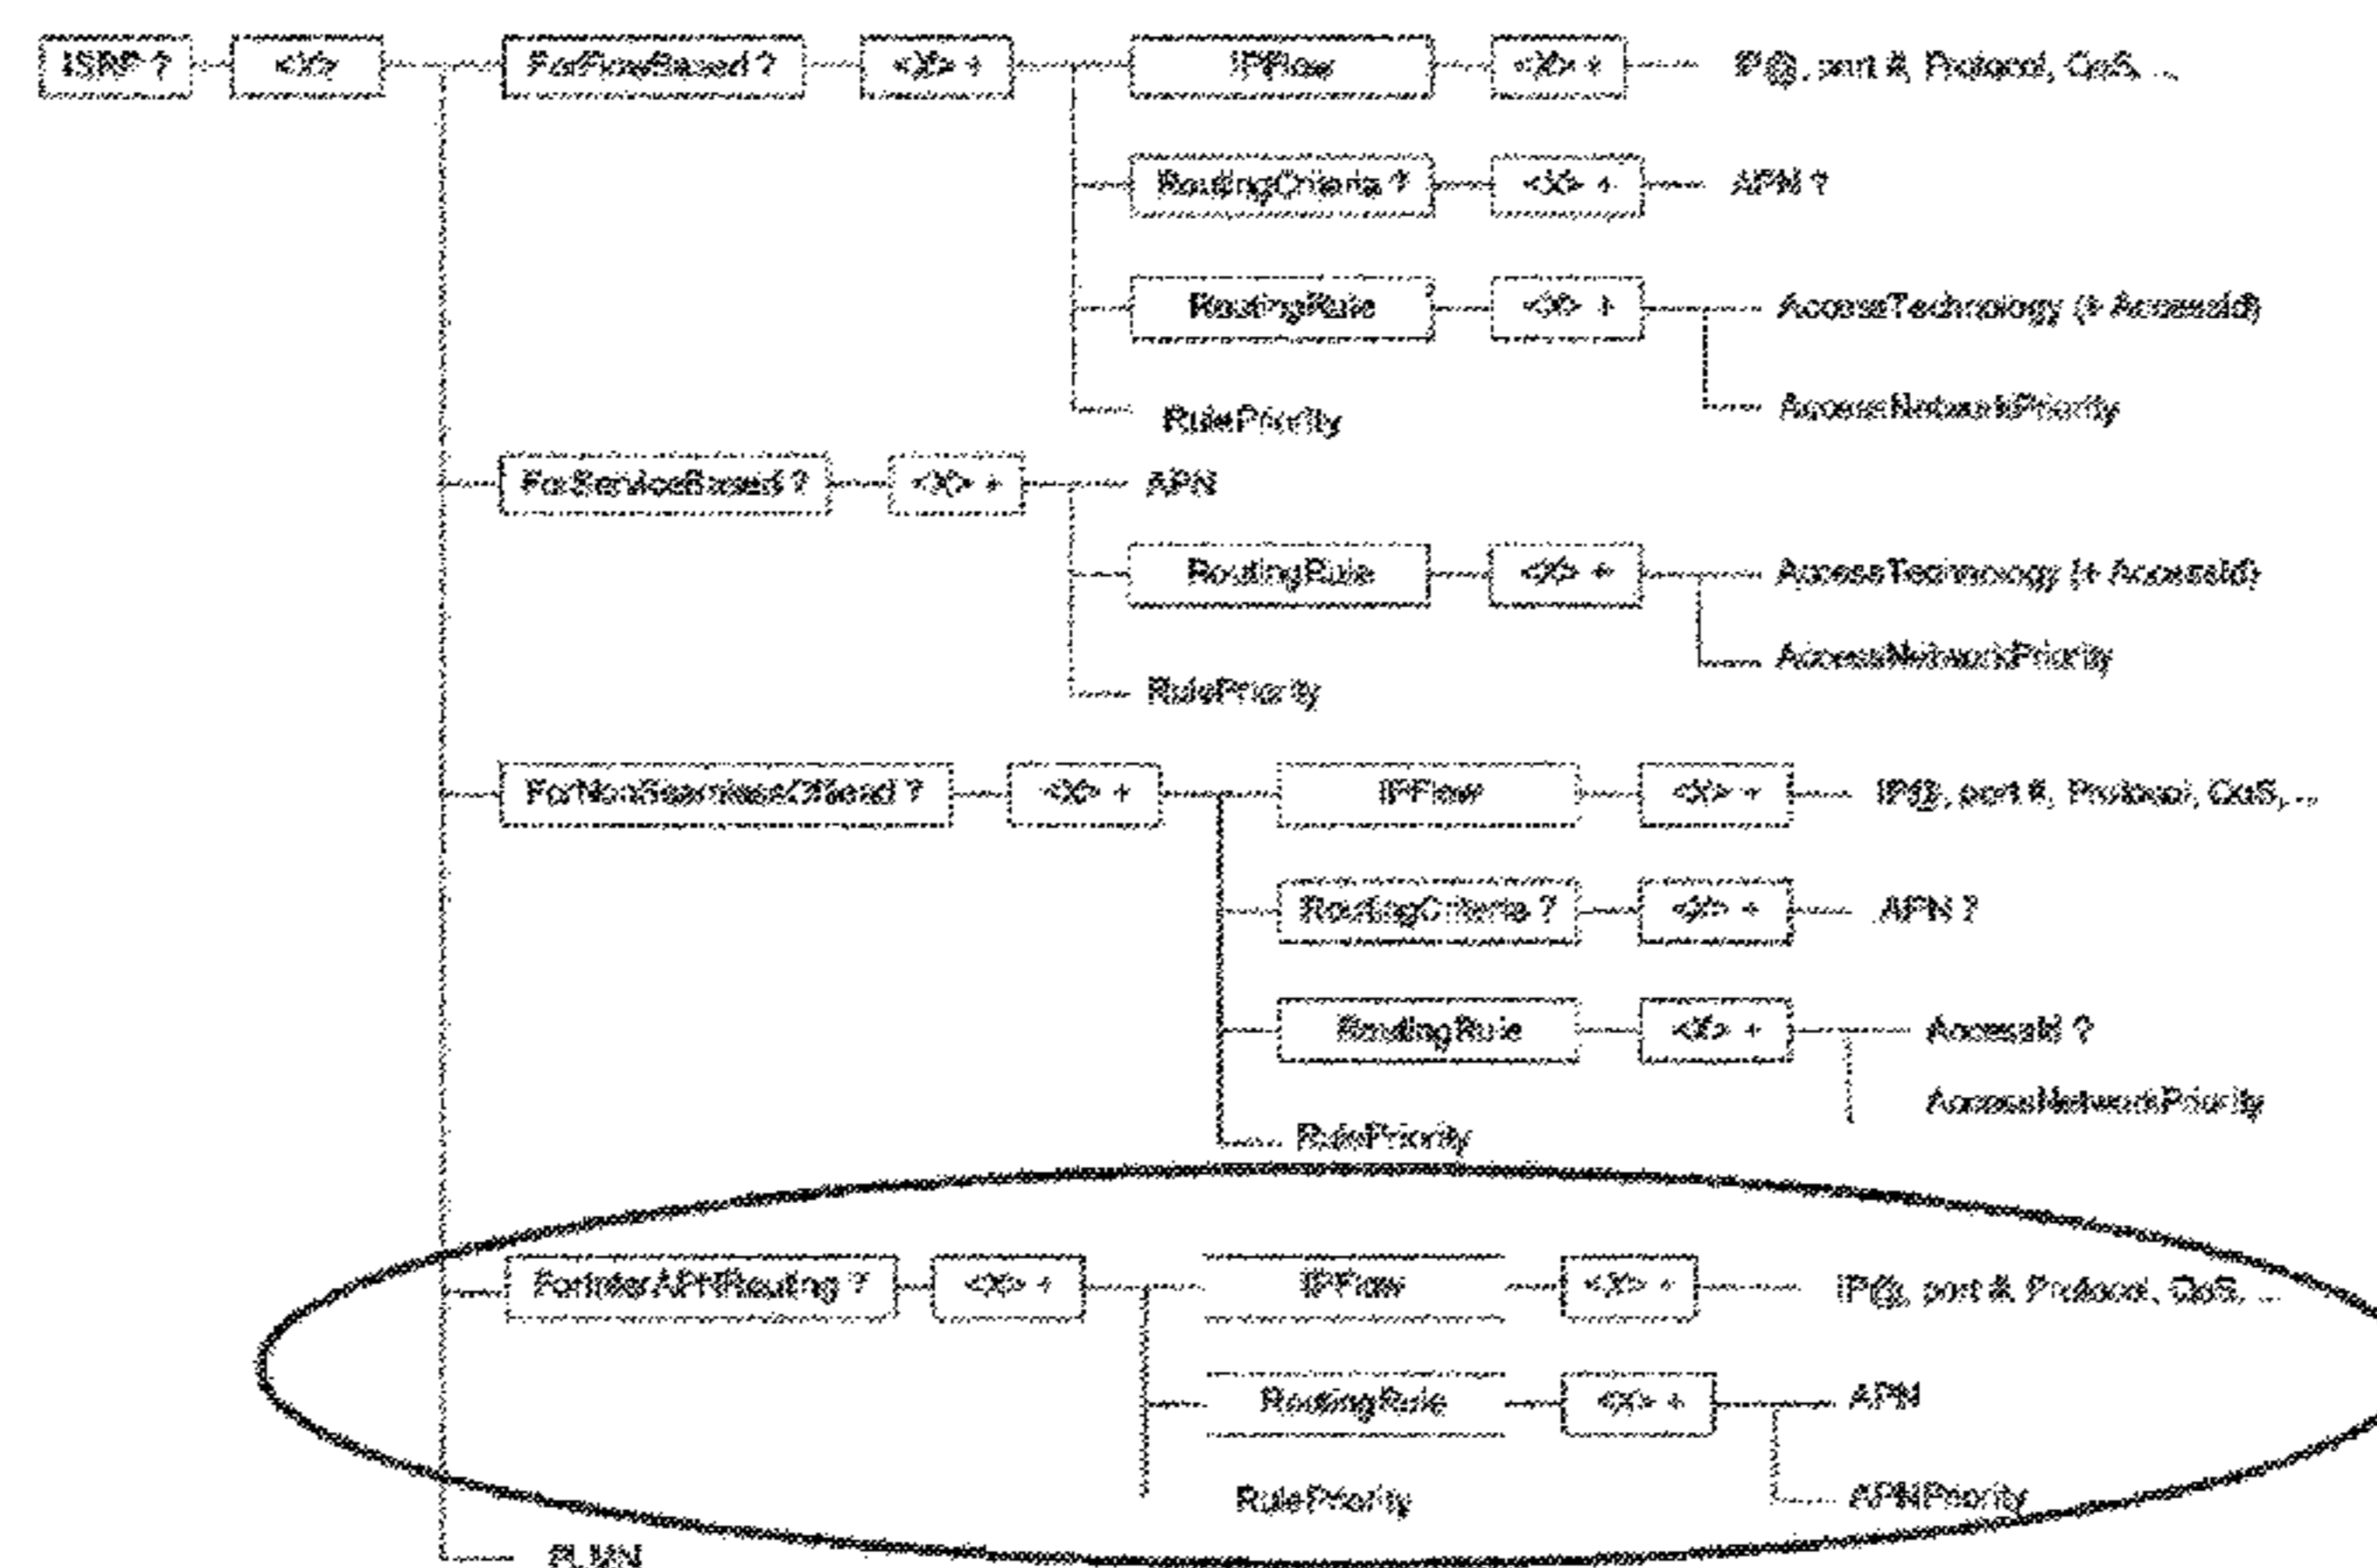 ISRP ? <X> ForFlowBased ? <X> + IPFlow <X> + IP@, port #, Protocol, QoS, ...
RoutingCriteria ? <X> + APN ?
RoutingRule <X> + AccessTechnology (+ AccessId)
AccessNetworkPriority
RulePriority
ForServiceBased ? <X> + APN
RoutingRule <X> + AccessTechnology (+ AccessId)
AccessNetworkPriority
RulePriority
ForNonSeamlessOffload ? <X> + IPFlow <X> + IP@, port #, Protocol, QoS, ...
RoutingCriteria ? <X> + APN ?
RoutingRule <X> + AccessId ?
AccessNetworkPriority
RulePriority
ForInterAPNRouting ? <X> + IPFlow <X> + IP@, port #, Protocol, QoS, ...
RoutingRule <X> + APN
RulePriority APNPriority
PLMN